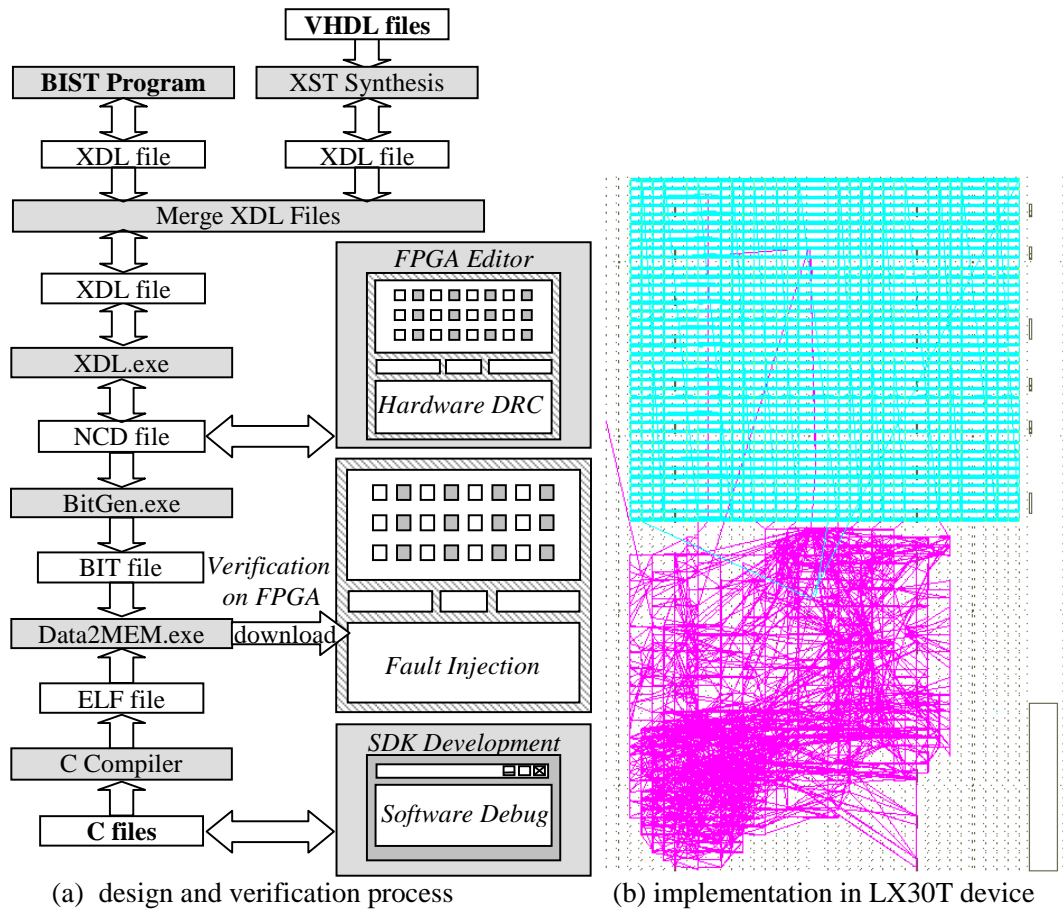 VHDL files
BIST Program
XST Synthesis
XDL file
XDL file
Merge XDL Files
XDL file
XDL.exe
NCD file
BitGen.exe
BIT file
Data2MEM.exe
ELF file
C Compiler
C files
FPGA Editor
Hardware DRC
Verification
on FPGA
download
Fault Injection
SDK Development
Software Debug
(a) design and verification process
(b) implementation in LX30T device